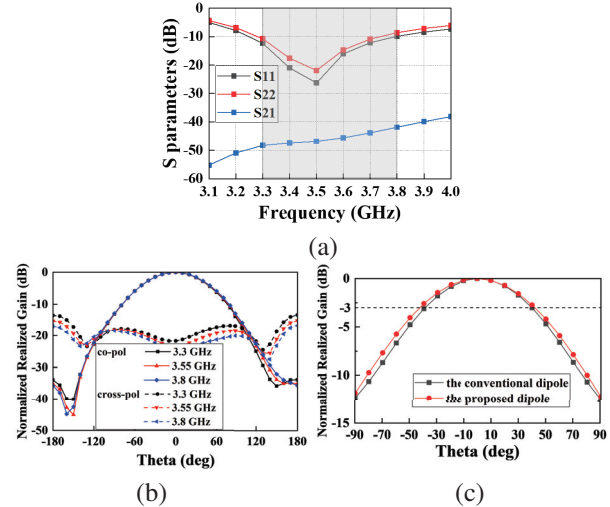 S parameters (dB)
0
-10
-20
-30
-40
-50
-60
S11
S22
S21
3.1 3.2 3.3 3.4 3.5 3.6 3.7 3.8 3.9 4.0
Frequency (GHz)
(a)
Normalized Realized Gain (dB)
0
-10
-20
-30
-40
-50
co-pol
3.3 GHz
3.55 GHz
3.8 GHz
cross-pol
3.3 GHz
3.55 GHz
3.8 GHz
-180 -120 -60 0 60 120 180
Theta (deg)
(b)
Normalized Realized Gain (dB)
0
-3
-5
-10
-15
the conventional dipole
the proposed dipole
-90 -70 -50 -30 -10 10 30 50 70 90
Theta (deg)
(c)